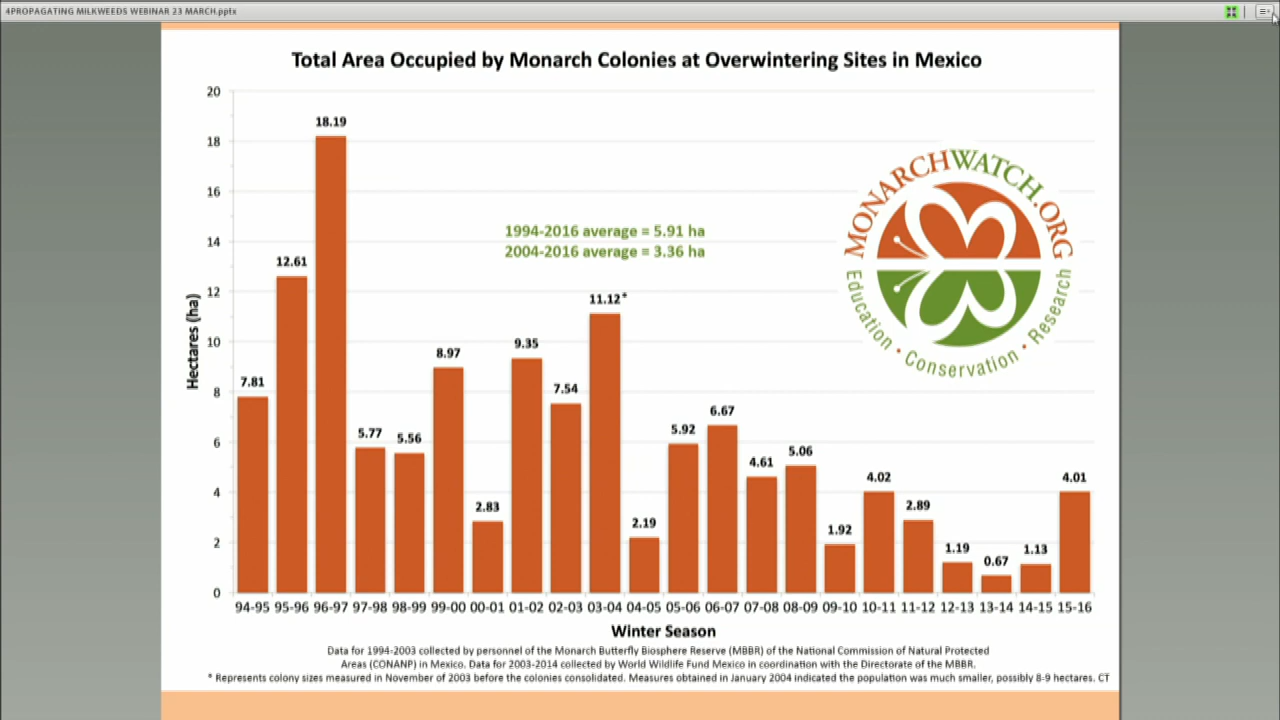 4PROPAGATING MILKWEEDS WEBINAR 23 MARCH.pptx
Total Area Occupied by Monarch Colonies at Overwintering Sites in Mexico
Hectares (ha)
20
18
16
14
12
10
8
6
4
2
0
7.81
12.61
18.19
5.77
5.56
8.97
2.83
9.35
7.54
11.12*
2.19
5.92
6.67
4.61
5.06
1.92
4.02
2.89
1.19
0.67
1.13
4.01
1994-2016 average = 5.91 ha
2004-2016 average = 3.36 ha
MONARCHWATCH.ORG
Education • Conservation • Research
94-95 95-96 96-97 97-98 98-99 99-00 00-01 01-02 02-03 03-04 04-05 05-06 06-07 07-08 08-09 09-10 10-11 11-12 12-13 13-14 14-15 15-16
Winter Season
Data for 1994-2003 collected by personnel of the Monarch Butterfly Biosphere Reserve (MBBR) of the National Commission of Natural Protected
Areas (CONANP) in Mexico. Data for 2003-2014 collected by World Wildlife Fund Mexico in coordination with the Directorate of the MBBR.
* Represents colony sizes measured in November of 2003 before the colonies consolidated. Measures obtained in January 2004 indicated the population was much smaller, possibly 8-9 hectares. CT